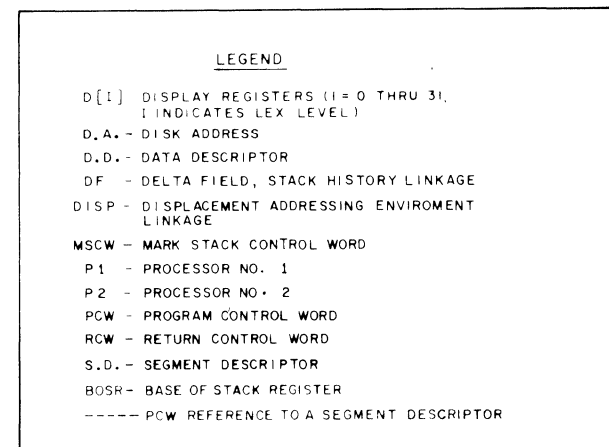 LEGEND
D[I] DISPLAY REGISTERS (I = 0 THRU 31,
I INDICATES LEX LEVEL)
D.A. - DISK ADDRESS
D.D. - DATA DESCRIPTOR
DF - DELTA FIELD, STACK HISTORY LINKAGE
DISP - DISPLACEMENT ADDRESSING ENVIROMENT
LINKAGE
MSCW - MARK STACK CONTROL WORD
P1 - PROCESSOR NO. 1
P2 - PROCESSOR NO. 2
PCW - PROGRAM CONTROL WORD
RCW - RETURN CONTROL WORD
S.D. - SEGMENT DESCRIPTOR
BOSR - BASE OF STACK REGISTER
----- PCW REFERENCE TO A SEGMENT DESCRIPTOR